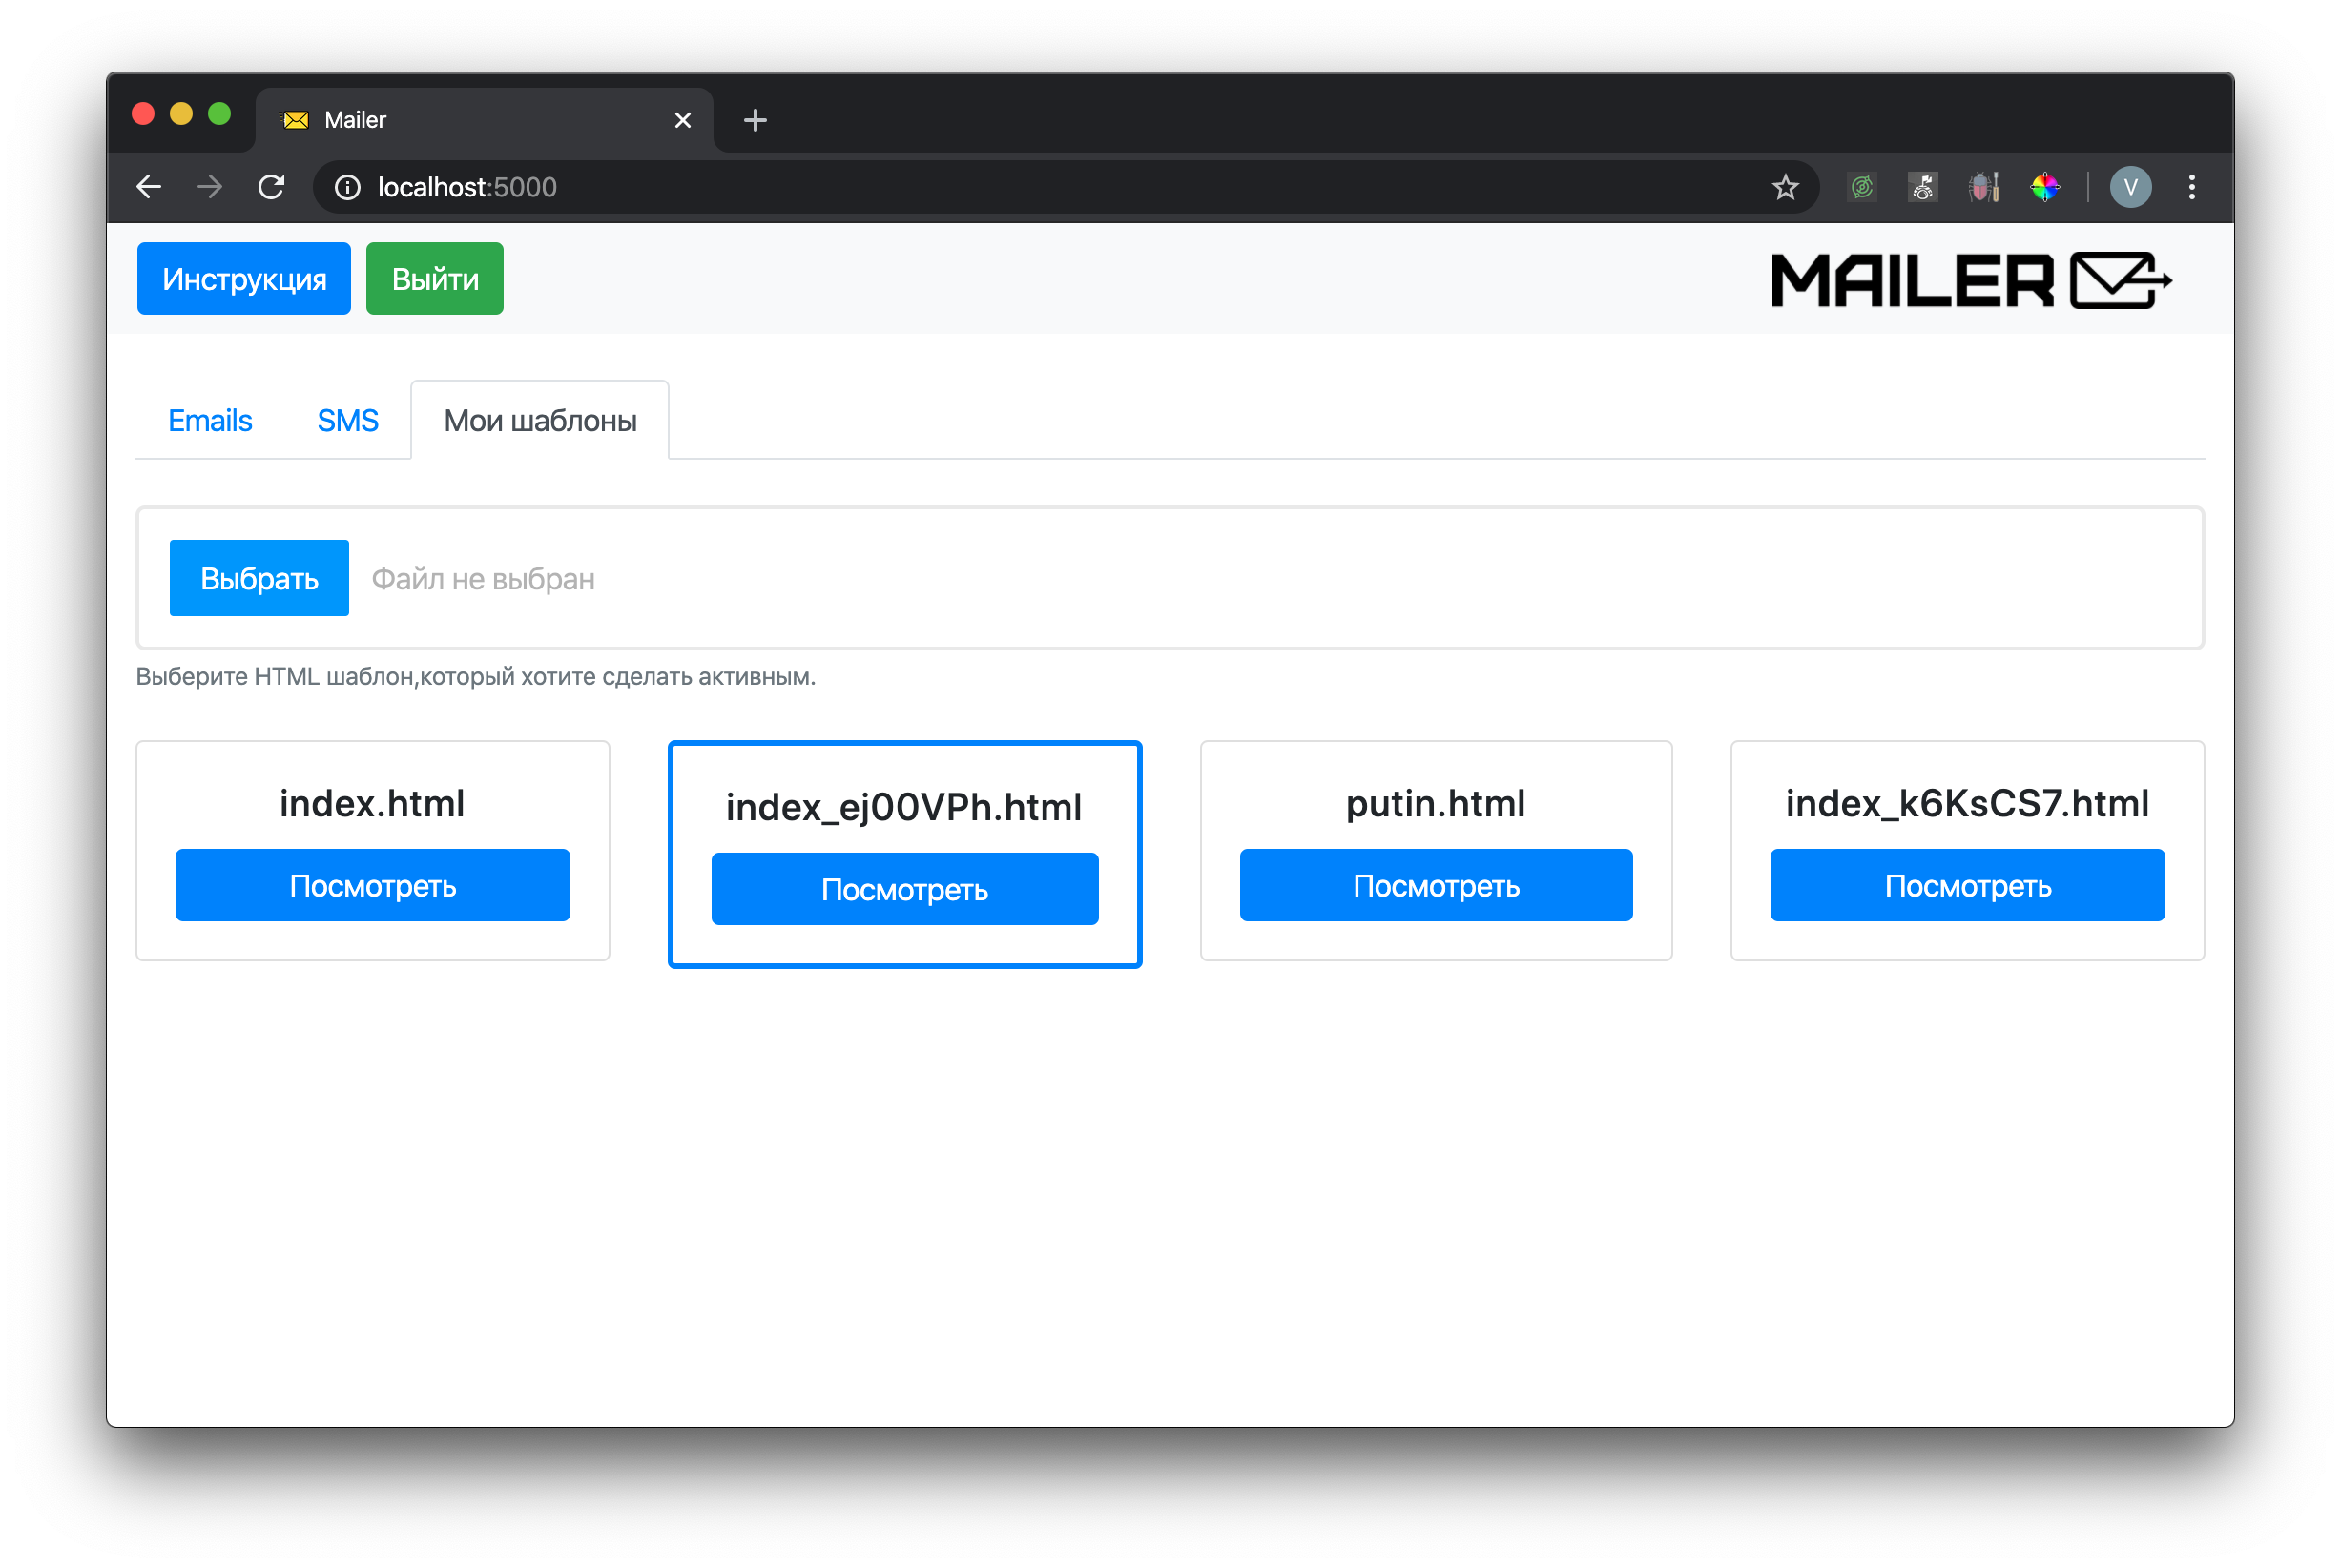 Mailer
localhost:5000
V
Инструкция Выйти MAILER
Emails SMS Мои шаблоны
Выбрать Файл не выбран
Выберите HTML шаблон,который хотите сделать активным.
index.html index_ej00VPh.html putin.html index_k6KsCS7.html
Посмотреть Посмотреть Посмотреть Посмотреть